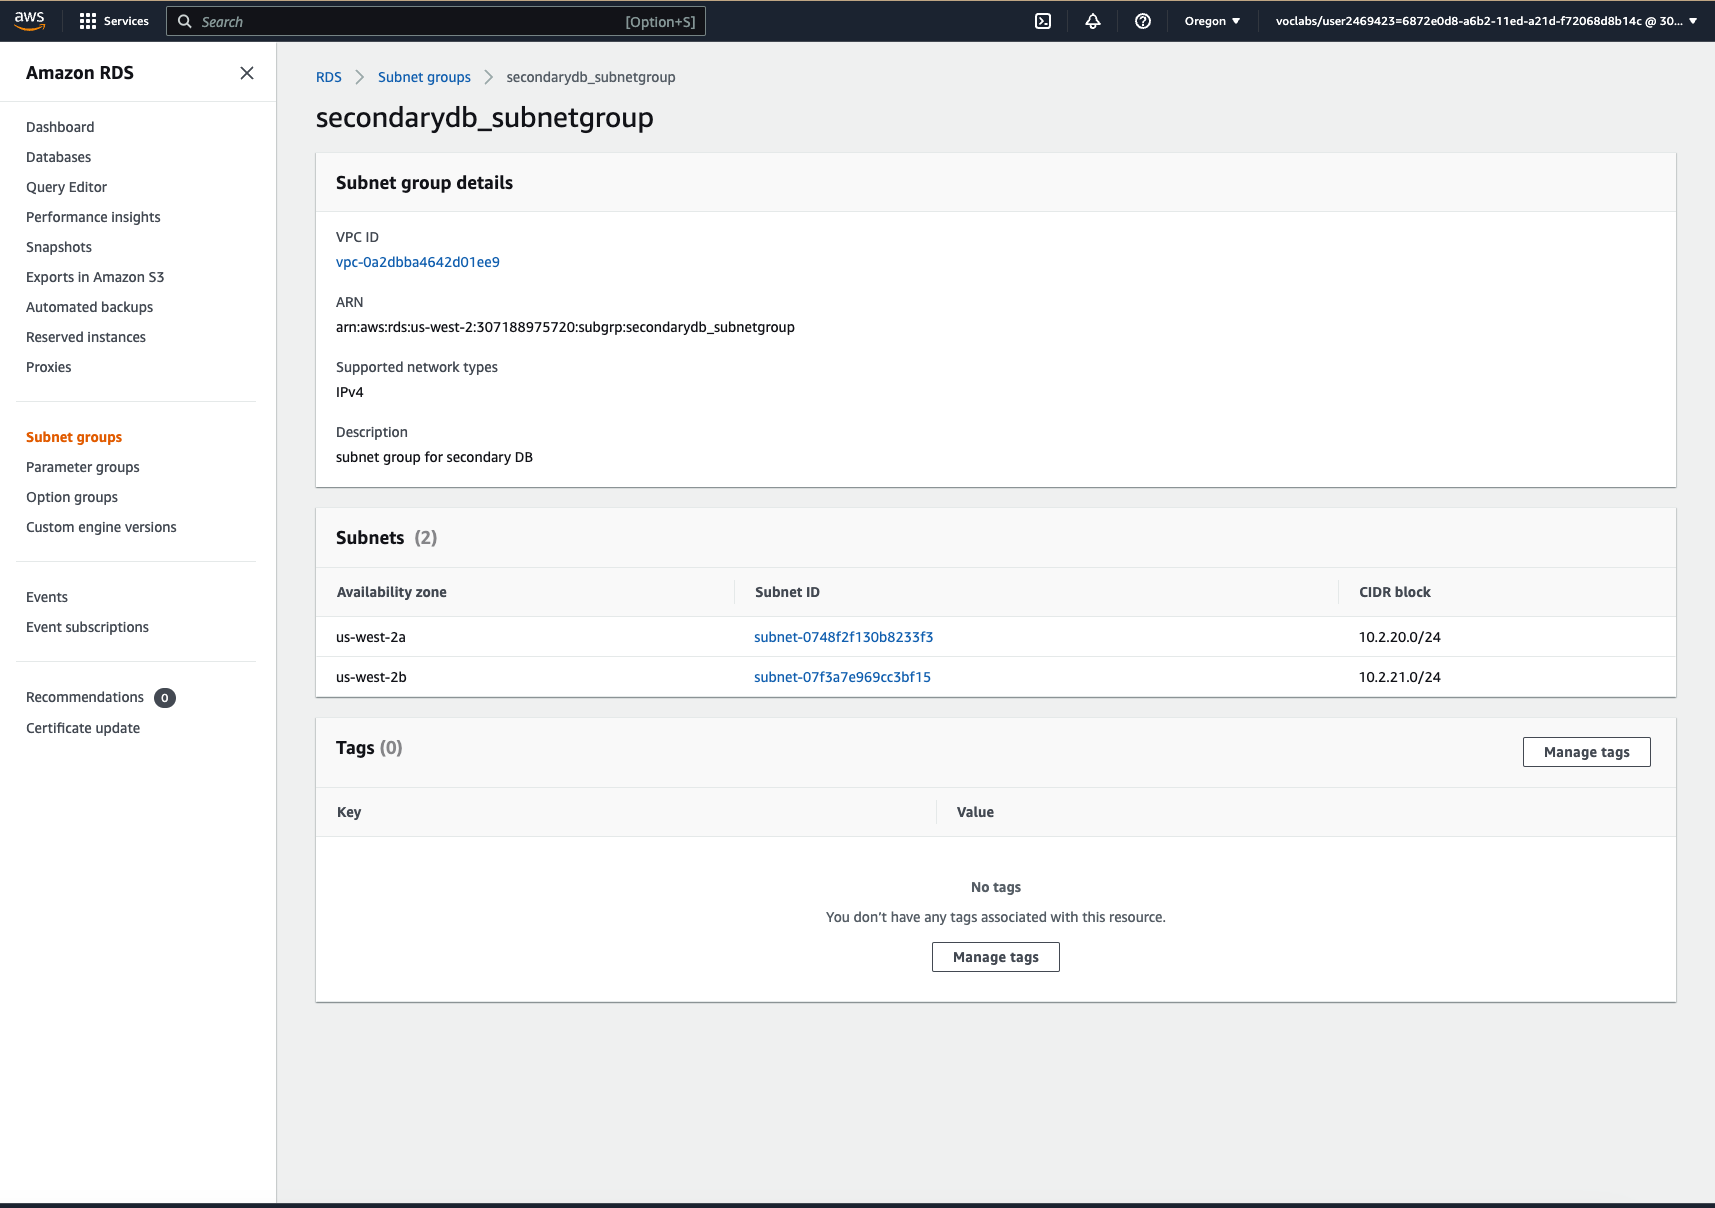 aws
Services
Search [Option+S]
Oregon
voclabs/user2469423=6872e0d8-a6b2-11ed-a21d-f72068d8b14c @ 30...
Amazon RDS
Dashboard
Databases
Query Editor
Performance insights
Snapshots
Exports in Amazon S3
Automated backups
Reserved instances
Proxies
Subnet groups
Parameter groups
Option groups
Custom engine versions
Events
Event subscriptions
Recommendations 0
Certificate update
RDS Subnet groups secondarydb_subnetgroup
secondarydb_subnetgroup
Subnet group details
VPC ID
vpc-0a2dbba4642d01ee9
ARN
arn:aws:rds:us-west-2:307188975720:subgrp:secondarydb_subnetgroup
Supported network types
IPv4
Description
subnet group for secondary DB
Subnets (2)
Availability zone Subnet ID CIDR block
us-west-2a subnet-0748f2f130b8233f3 10.2.20.0/24
us-west-2b subnet-07f3a7e969cc3bf15 10.2.21.0/24
Tags (0)
Manage tags
Key Value
No tags
You don't have any tags associated with this resource.
Manage tags